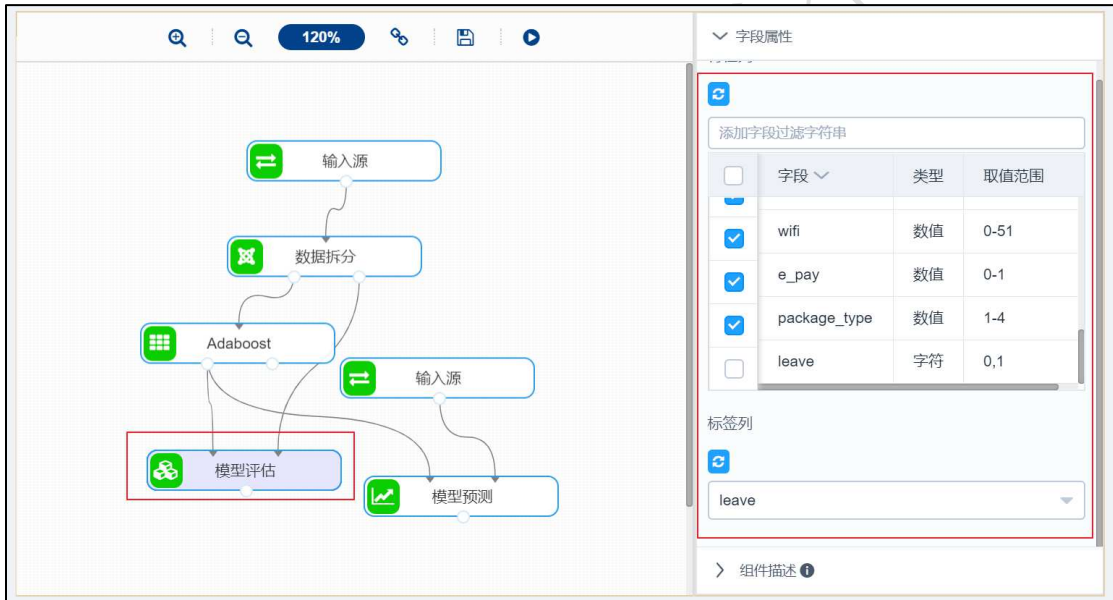 120%
字段属性
添加字段过滤字符串
字段 类型 取值范围
wifi 数值 0-51
e_pay 数值 0-1
package_type 数值 1-4
leave 字符 0,1
标签列
leave
组件描述
输入源
数据拆分
Adaboost
输入源
模型评估
模型预测